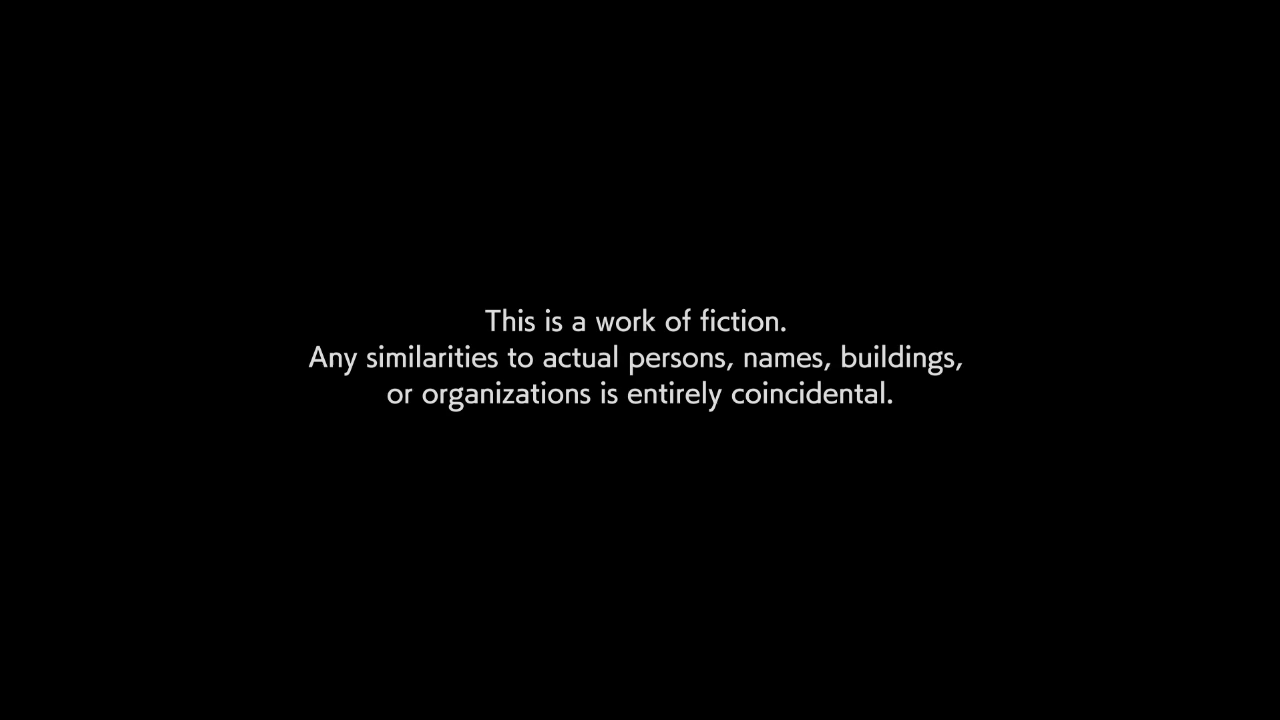 This is a work of fiction.
Any similarities to actual persons, names, buildings,
or organizations is entirely coincidental.